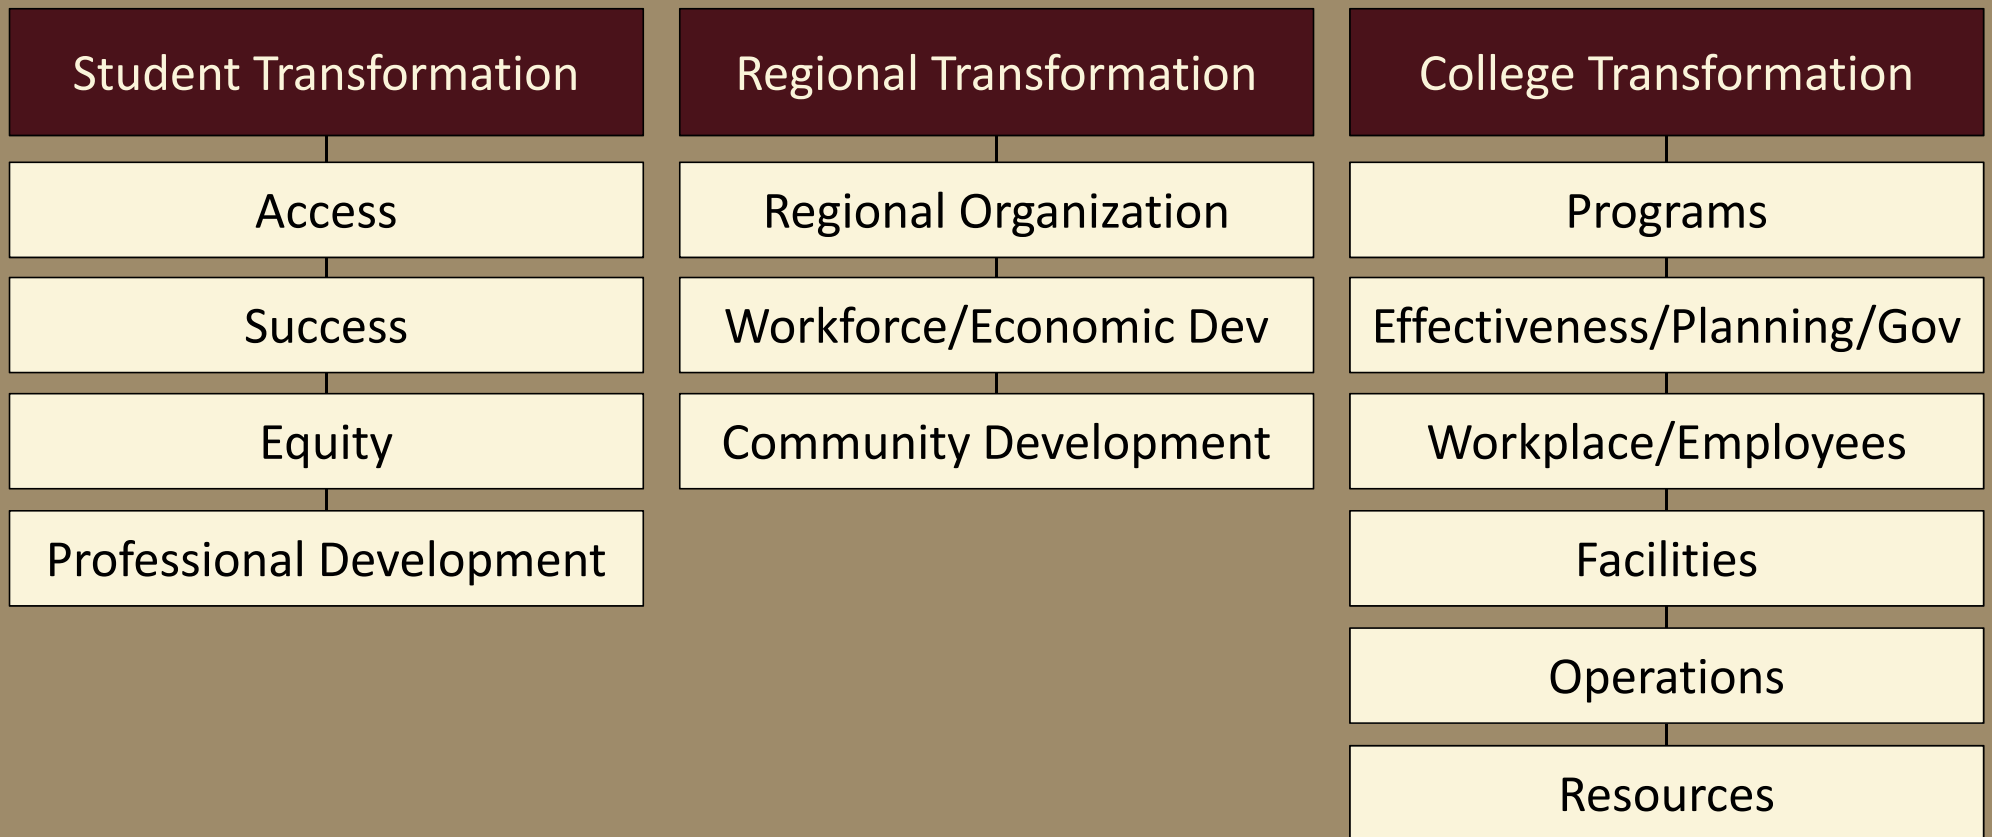 Student Transformation
Access
Success
Equity
Professional Development
Regional Transformation
Regional Organization
Workforce/Economic Dev
Community Development
College Transformation
Programs
Effectiveness/Planning/Gov
Workplace/Employees
Facilities
Operations
Resources